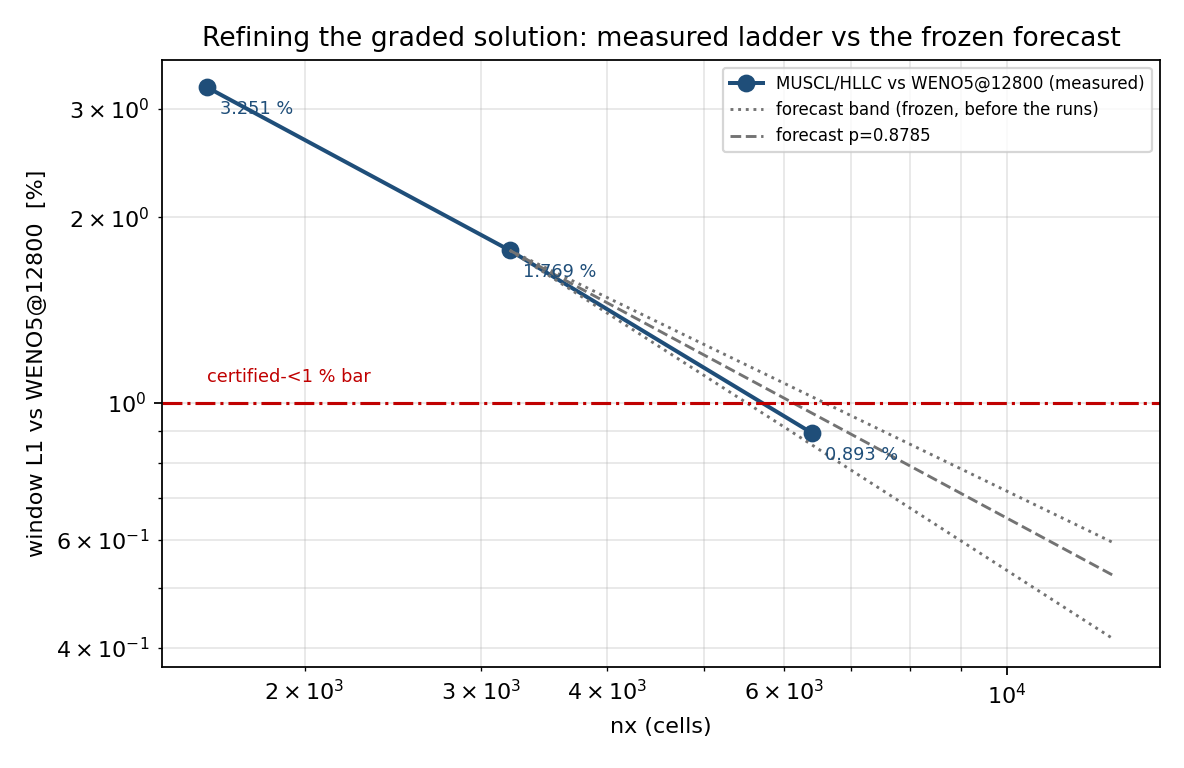 Refining the graded solution: measured ladder vs the frozen forecast
MUSCL/HLLC vs WENO5@12800 (measured)
forecast band (frozen, before the runs)
forecast p=0.8785
window L1 vs WENO5@12800 [%]
3 × 10⁰
2 × 10⁰
10⁰
6 × 10⁻¹
4 × 10⁻¹
3.251 %
1.769 %
certified-<1 % bar
0.893 %
2 × 10³
3 × 10³
4 × 10³
6 × 10³
10⁴
nx (cells)